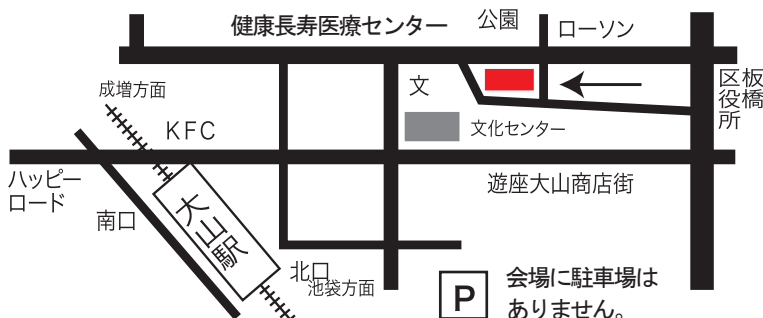 健康長寿医療センター
公園
ローソン
成増方面
KFC
文
文化センター
板橋
区役所
ハッピー
ロード
南口
大山駅
北口
池袋方面
遊座大山商店街
P
会場に駐車場は
ありません。